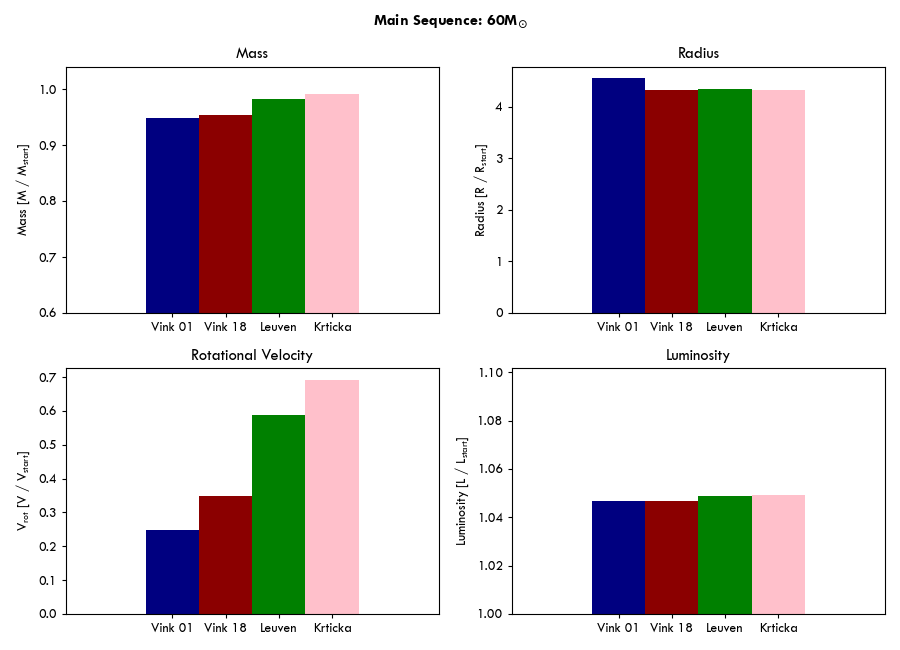 Main Sequence: 60M☉
Mass
Mass [M / Mstart]
1.0
0.9
0.8
0.7
0.6
Vink 01 Vink 18 Leuven Krticka
Radius
Radius [R / Rstart]
4
3
2
1
0
Vink 01 Vink 18 Leuven Krticka
Rotational Velocity
Vrot [V / Vstart]
0.7
0.6
0.5
0.4
0.3
0.2
0.1
0.0
Vink 01 Vink 18 Leuven Krticka
Luminosity
Luminosity [L / Lstart]
1.10
1.08
1.06
1.04
1.02
1.00
Vink 01 Vink 18 Leuven Krticka